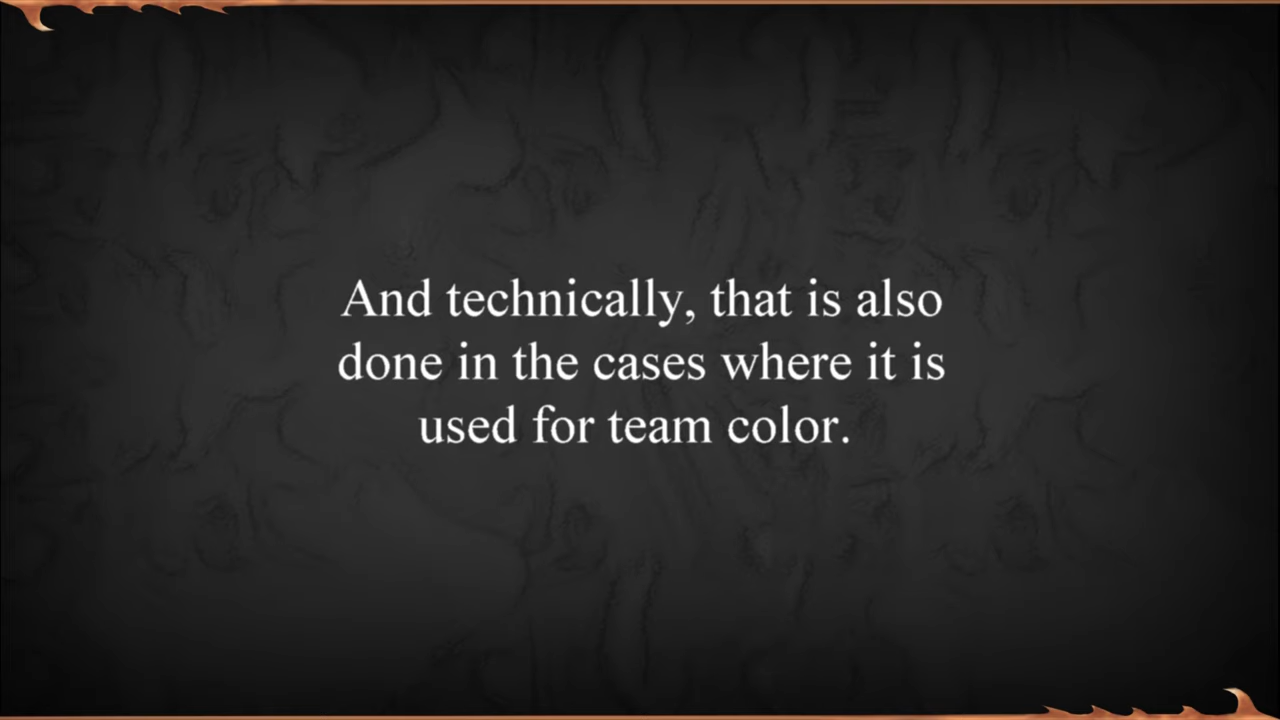 And technically, that is also
done in the cases where it is
used for team color.